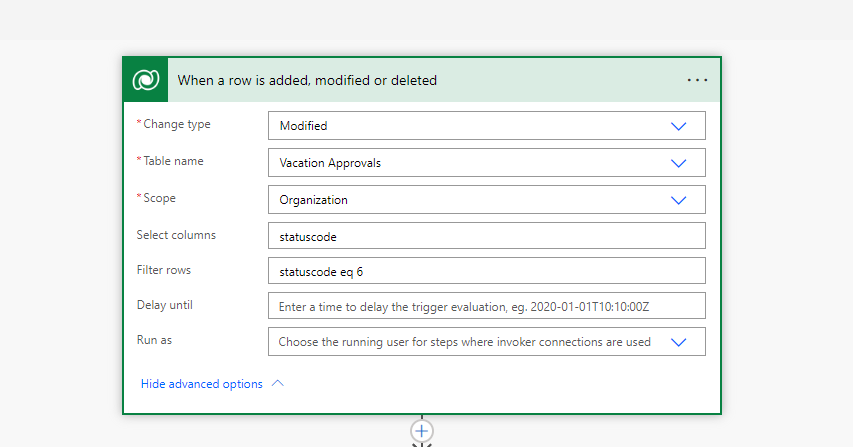 When a row is added, modified or deleted
* Change type
Modified
* Table name
Vacation Approvals
* Scope
Organization
Select columns
statuscode
Filter rows
statuscode eq 6
Delay until
Enter a time to delay the trigger evaluation, eg. 2020-01-01T10:10:00Z
Run as
Choose the running user for steps where invoker connections are used
Hide advanced options